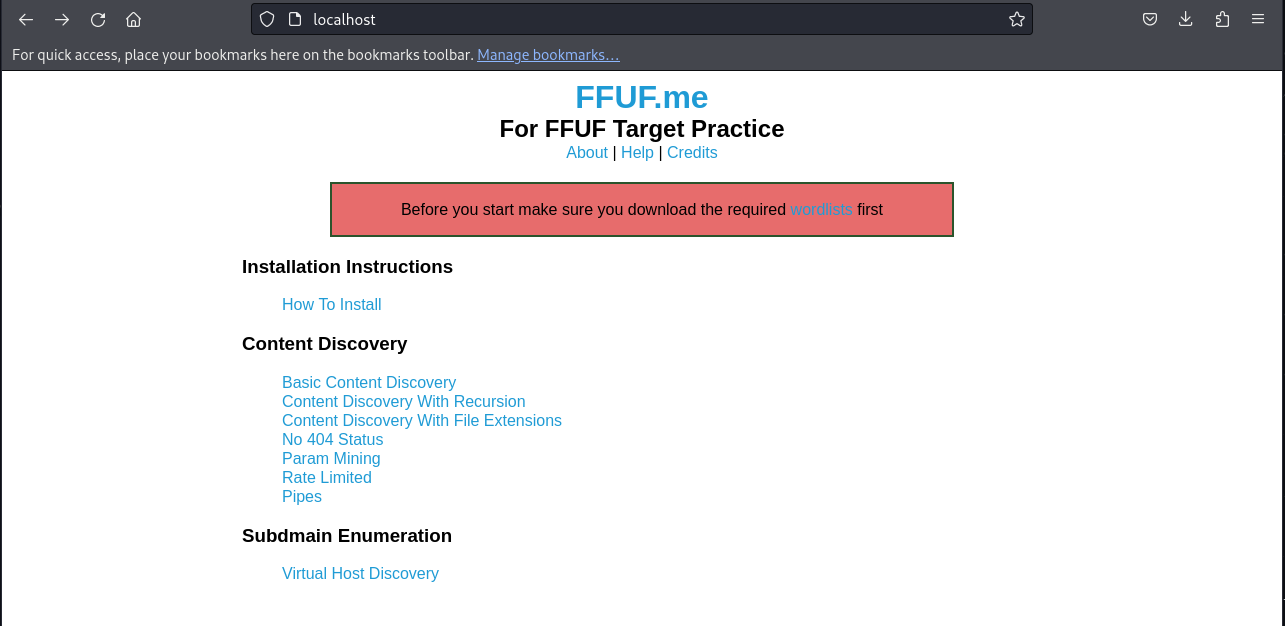 localhost
For quick access, place your bookmarks here on the bookmarks toolbar. Manage bookmarks...
FFUF.me
For FFUF Target Practice
About | Help | Credits
Before you start make sure you download the required wordlists first
Installation Instructions
How To Install
Content Discovery
Basic Content Discovery
Content Discovery With Recursion
Content Discovery With File Extensions
No 404 Status
Param Mining
Rate Limited
Pipes
Subdmain Enumeration
Virtual Host Discovery